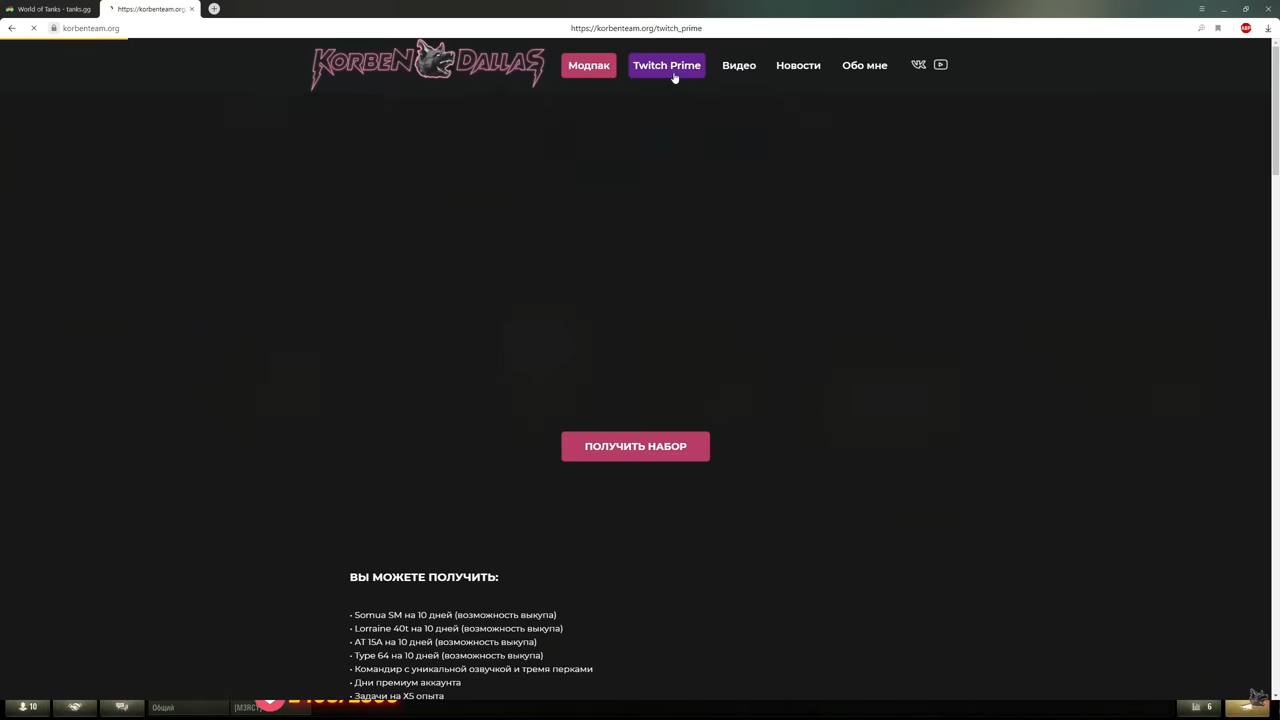 World of Tanks - tanks.gg
https://korbenteam.org
korbenteam.org
https://korbenteam.org/twitch_prime
ABP
KORBEN DALLAS
Модпак
Twitch Prime
Видео
Новости
Обо мне
ПОЛУЧИТЬ НАБОР
ВЫ МОЖЕТЕ ПОЛУЧИТЬ:
• Somua SM на 10 дней (возможность выкупа)
• Lorraine 40t на 10 дней (возможность выкупа)
• AT 15A на 10 дней (возможность выкупа)
• Type 64 на 10 дней (возможность выкупа)
• Командир с уникальной озвучкой и тремя перками
• Дни премиум аккаунта
• Задачи на X5 опыта
10
Общий
6